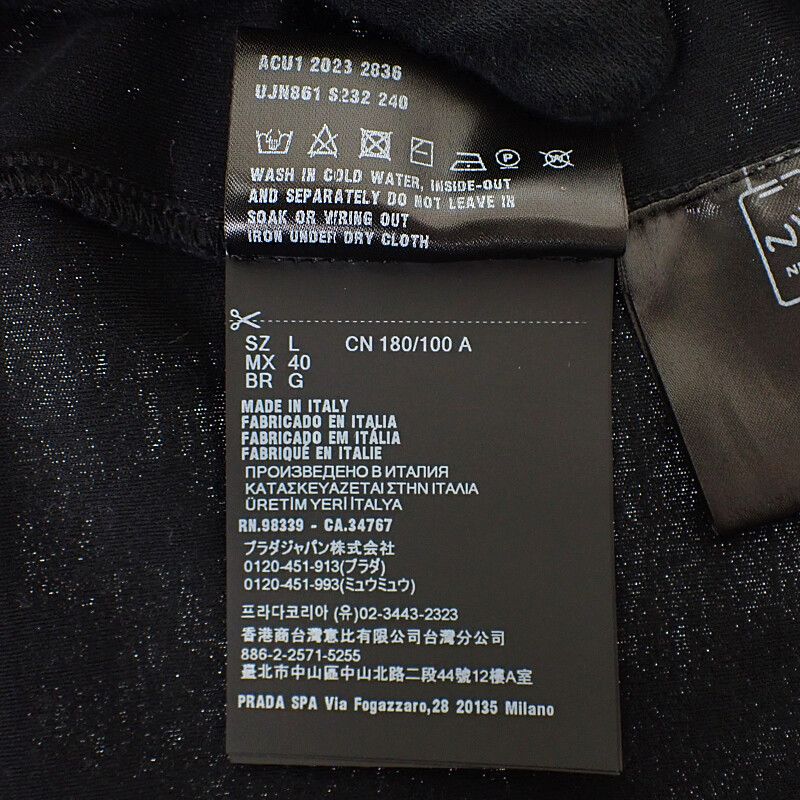 ACU1 2023 2836
UJN861 S232 240
P
WASH IN COLD WATER, INSIDE-OUT
AND SEPARATELY DO NOT LEAVE IN
SOAK OR WRING OUT
IRON UNDER DRY CLOTH
SZ L CN 180/100 A
MX 40
BR G
MADE IN ITALY
FABRICADO EN ITALIA
FABRICADO EM ITÁLIA
FABRIQUÉ EN ITALIE
ПРОИЗВЕДЕНО В ИТАЛИЯ
ΚΑΤΑΣΚΕΥΑΖΕΤΑΙ ΣΤΗΝ ΙΤΑΛΙΑ
ÜRETİM YERİ İTALYA
RN.98339 - CA.34767
プラダジャパン株式会社
0120-451-913(プラダ)
0120-451-993(ミュウミュウ)
프라다코리아 (유)02-3443-2323
香港商台灣意比有限公司台灣分公司
886-2-2571-5255
臺北市中山區中山北路二段44號12樓A室
PRADA SPA Via Fogazzaro,28 20135 Milano